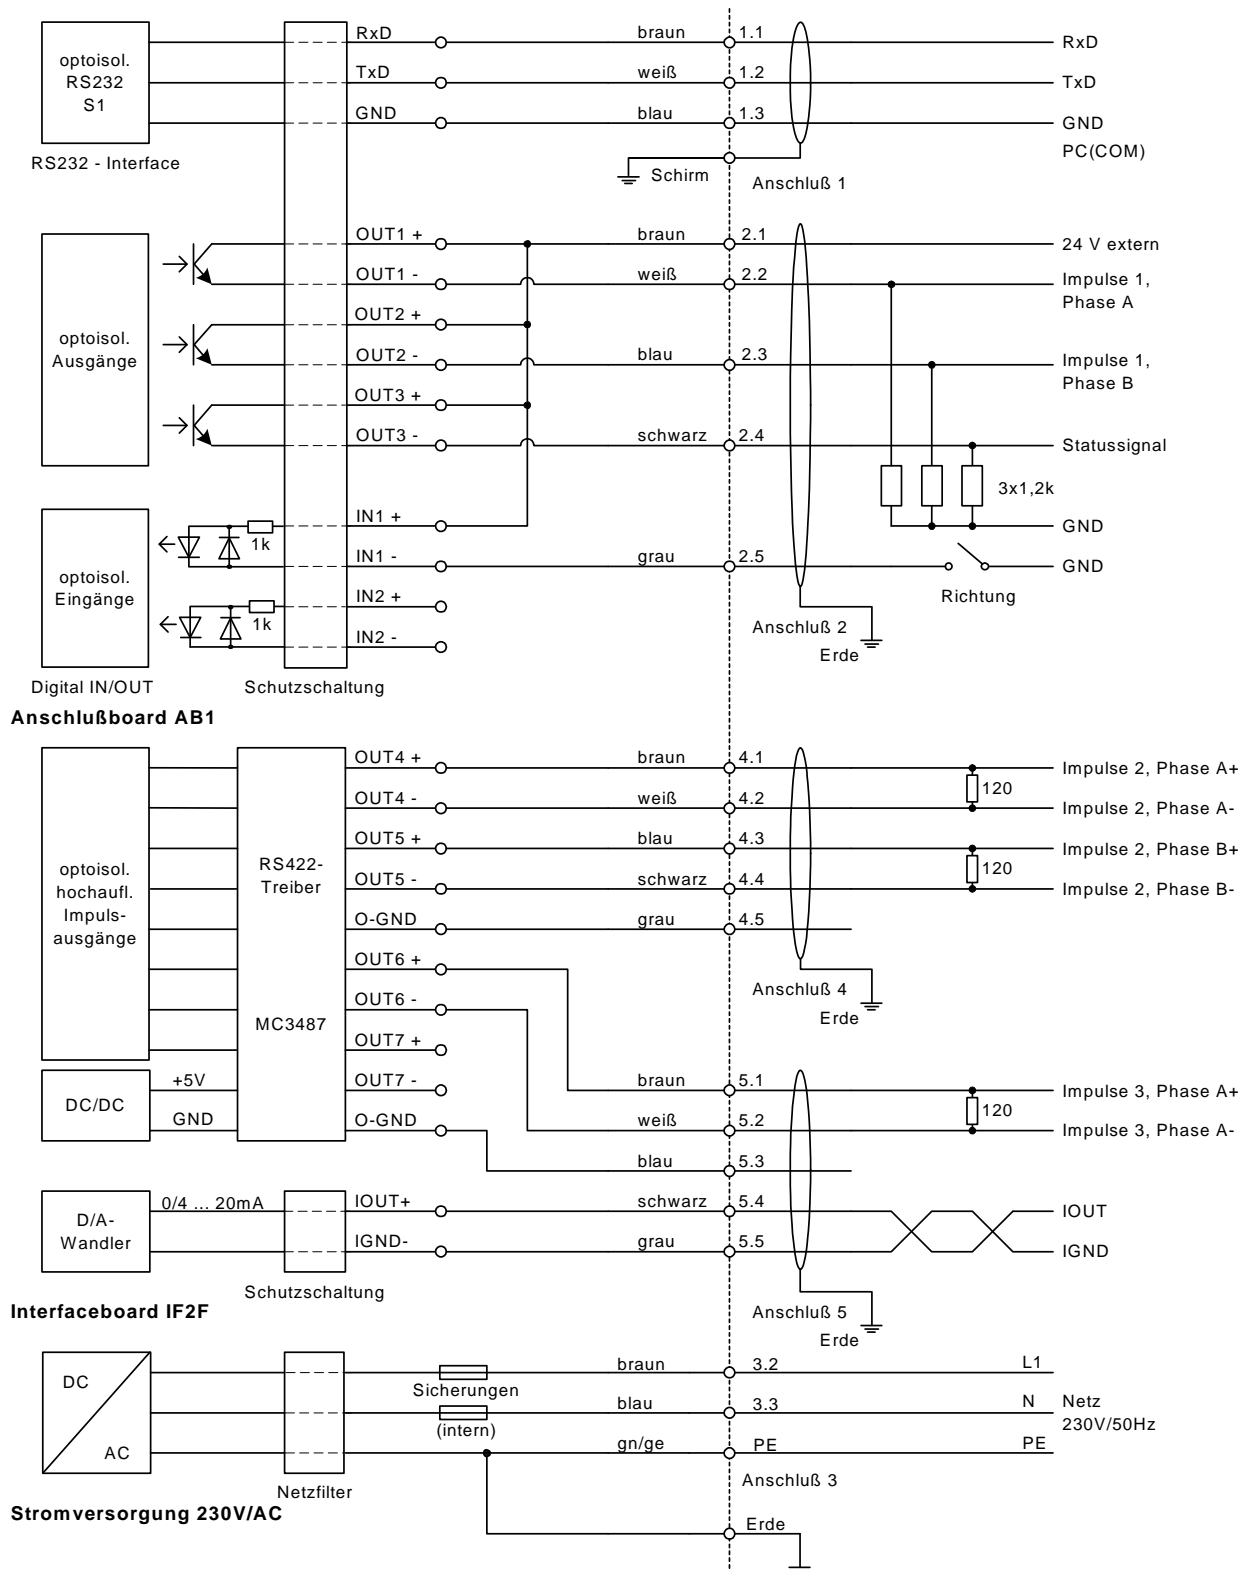 RxD braun 1.1 RxD
optoisol.
RS232
S1
TxD weiß 1.2 TxD
GND blau 1.3 GND
PC(COM)
RS232 - Interface
Schirm
Anschluß 1
OUT1 + braun 2.1 24 V extern
OUT1 - weiß 2.2 Impulse 1,
Phase A
OUT2 +
optoisol.
Ausgänge
OUT2 - blau 2.3 Impulse 1,
Phase B
OUT3 +
OUT3 - schwarz 2.4 Statussignal
3x1,2k
IN1 + GND
1k
IN1 - grau 2.5 GND
optoisol.
Eingänge
IN2 + Richtung
1k
Anschluß 2
IN2 -
Erde
Digital IN/OUT
Schutzschaltung
Anschlußboard AB1
OUT4 + braun 4.1 Impulse 2, Phase A+
120
OUT4 - weiß 4.2 Impulse 2, Phase A-
OUT5 + blau 4.3 Impulse 2, Phase B+
optoisol.
hochaufl.
Impuls-
ausgänge
RS422-
Treiber
120
OUT5 - schwarz 4.4 Impulse 2, Phase B-
O-GND grau 4.5
OUT6 +
Anschluß 4
OUT6 -
Erde
MC3487
OUT7 +
DC/DC
+5V
OUT7 - braun 5.1 Impulse 3, Phase A+
120
GND
O-GND weiß 5.2 Impulse 3, Phase A-
blau 5.3
D/A-
Wandler
0/4 ... 20mA
IOUT+ schwarz 5.4 IOUT
IGND- grau 5.5 IGND
Schutzschaltung
Anschluß 5
Erde
Interfaceboard IF2F
DC
AC
braun 3.2 L1
Sicherungen
blau 3.3 N Netz
230V/50Hz
(intern)
gn/ge PE PE
Netzfilter
Anschluß 3
Stromversorgung 230V/AC
Erde